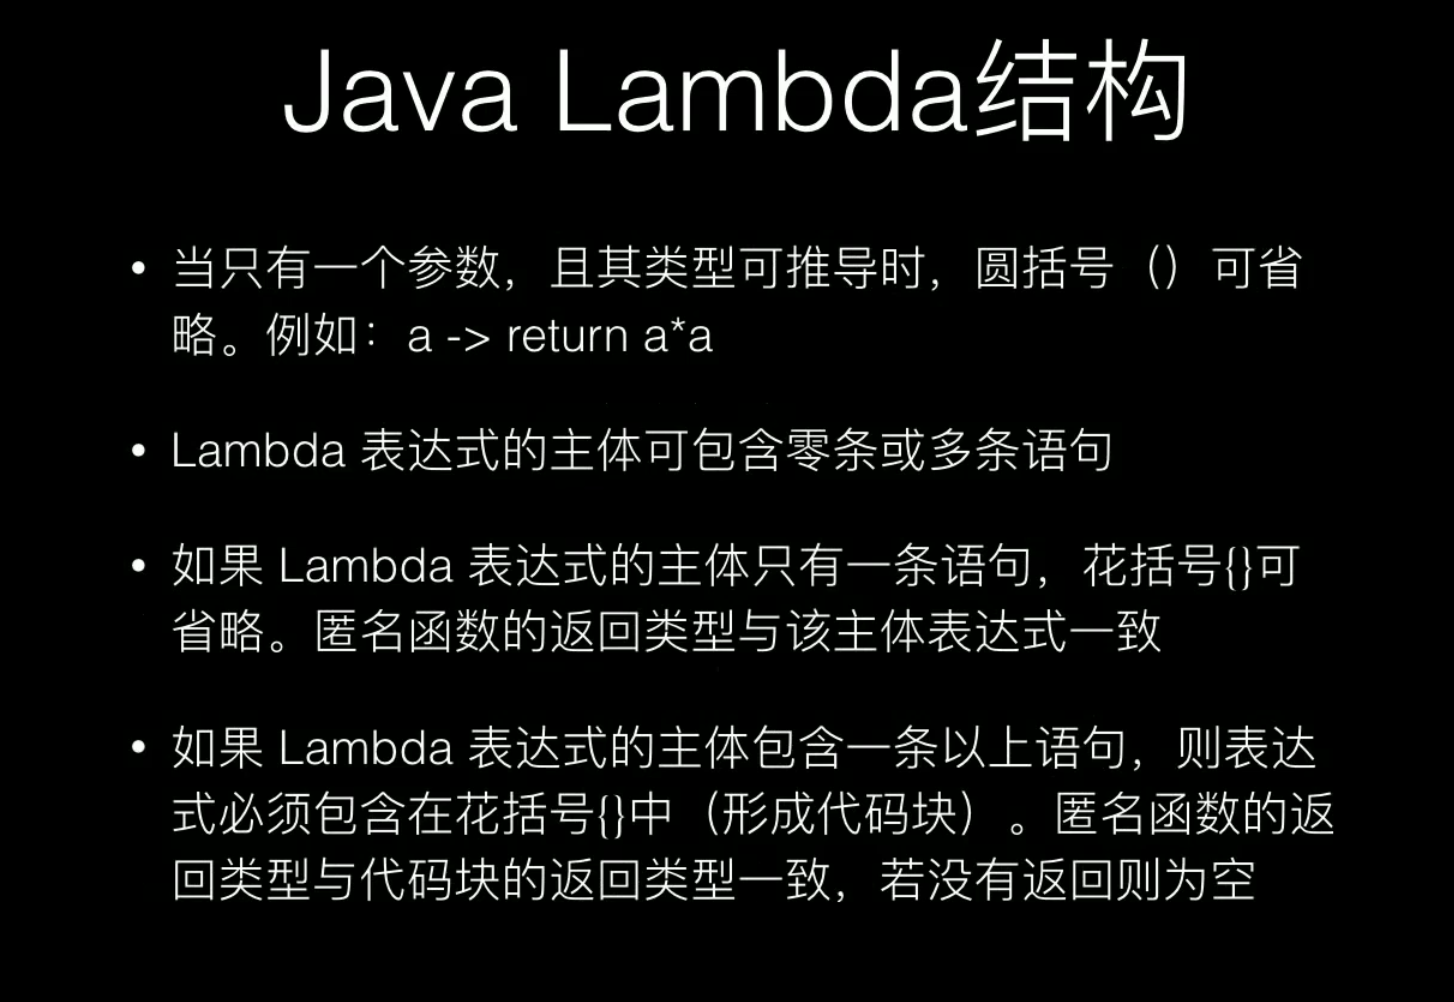 Java Lambda结构
• 当只有一个参数，且其类型可推导时，圆括号（）可省
略。例如：a -> return a*a
• Lambda 表达式的主体可包含零条或多条语句
• 如果 Lambda 表达式的主体只有一条语句，花括号{}可
省略。匿名函数的返回类型与该主体表达式一致
• 如果 Lambda 表达式的主体包含一条以上语句，则表达
式必须包含在花括号{}中（形成代码块）。匿名函数的返
回类型与代码块的返回类型一致，若没有返回则为空